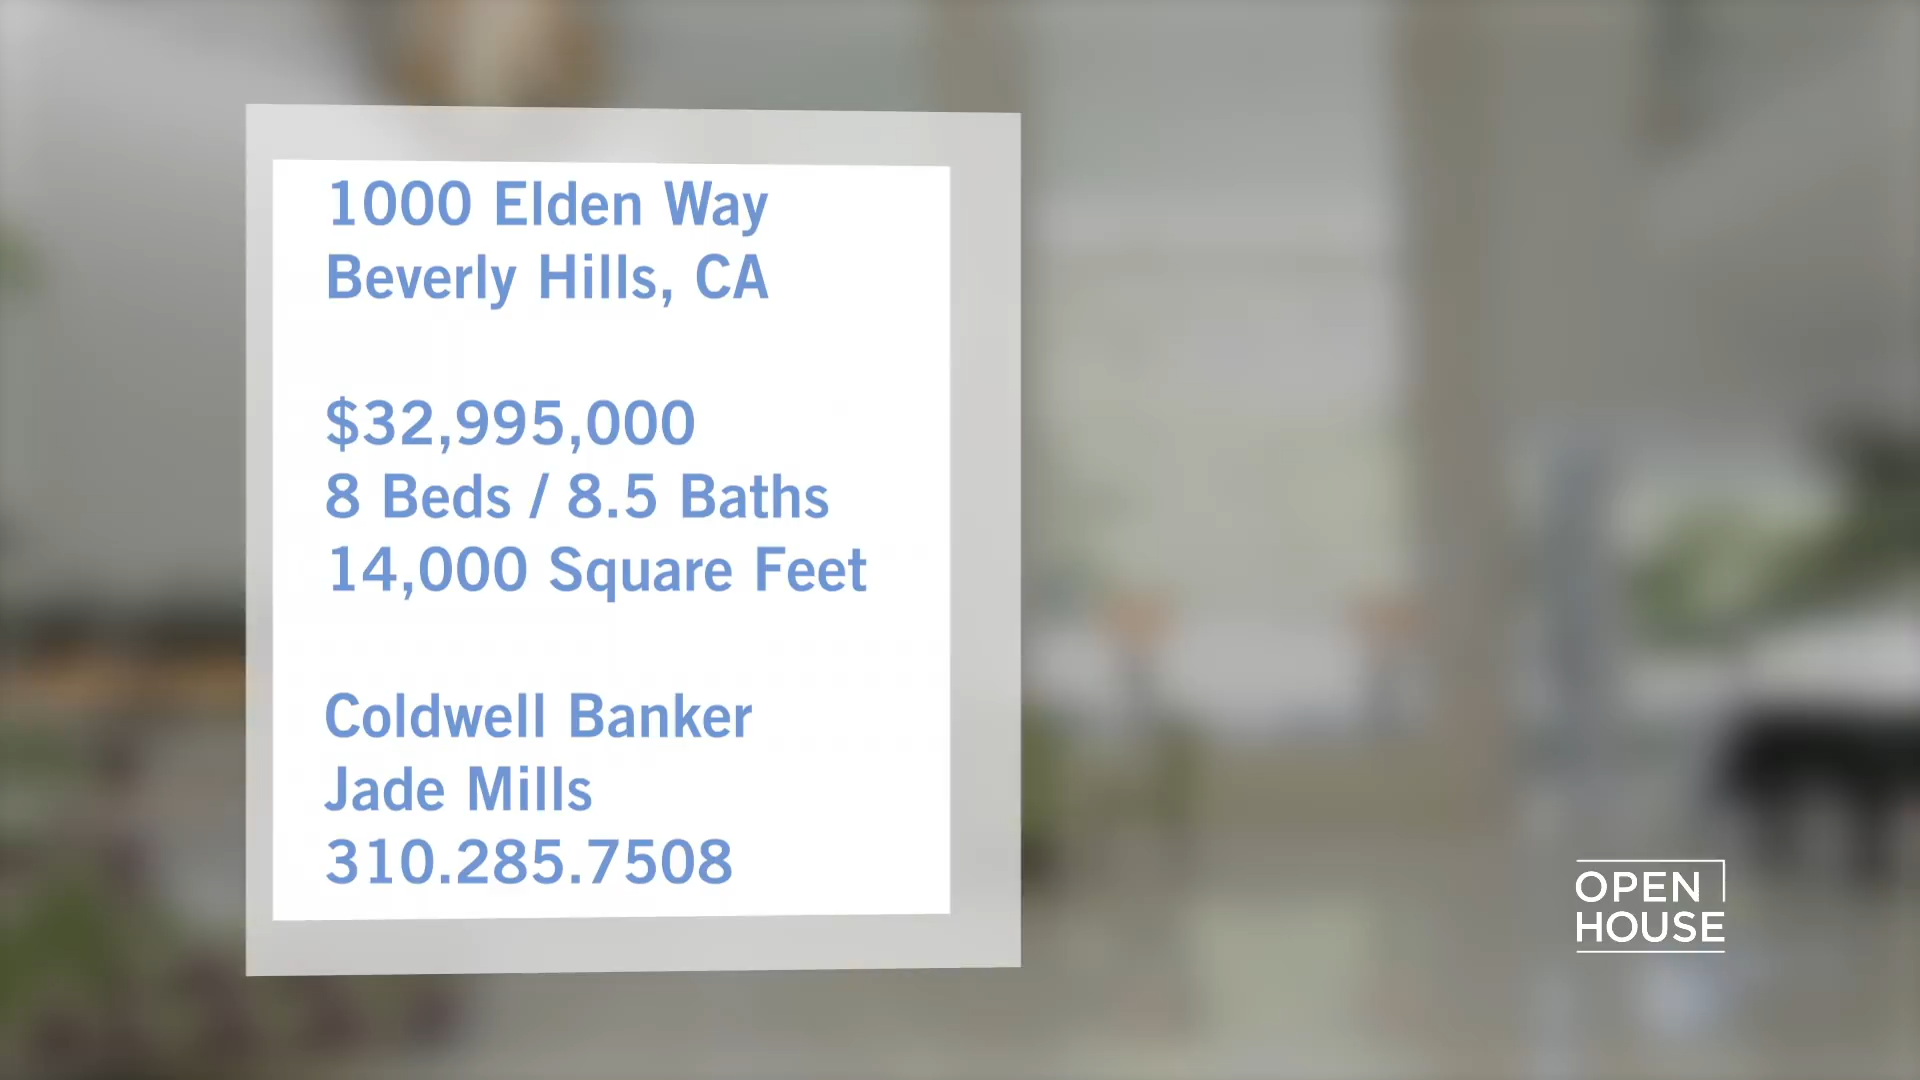 1000 Elden Way
Beverly Hills, CA
$32,995,000
8 Beds / 8.5 Baths
14,000 Square Feet
Coldwell Banker
Jade Mills
310.285.7508
OPEN
HOUSE